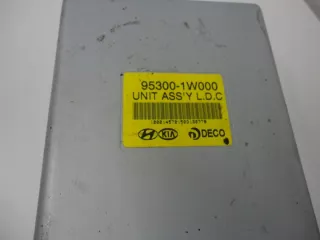 95300-1W000
UNIT ASS'Y L.D.C
KIA DECO